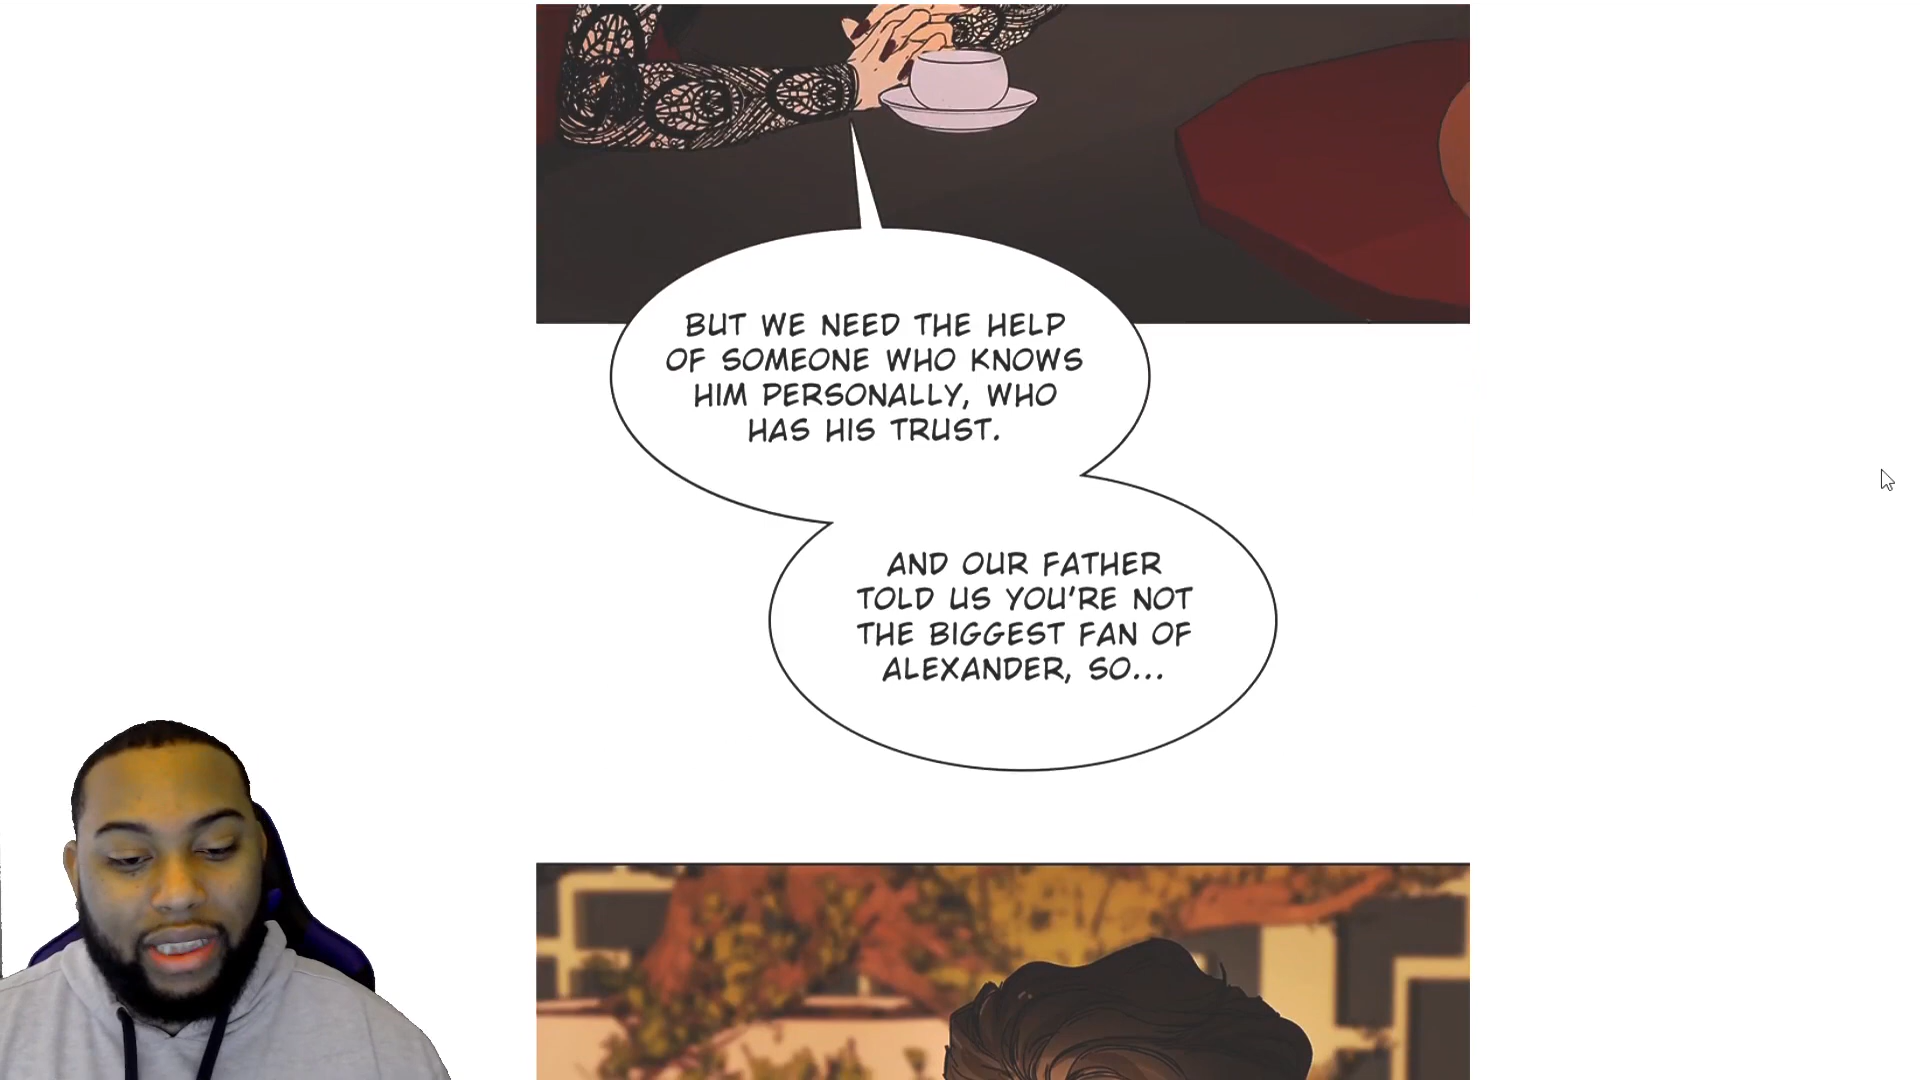 BUT WE NEED THE HELP
OF SOMEONE WHO KNOWS
HIM PERSONALLY, WHO
HAS HIS TRUST.
AND OUR FATHER
TOLD US YOU'RE NOT
THE BIGGEST FAN OF
ALEXANDER, SO...